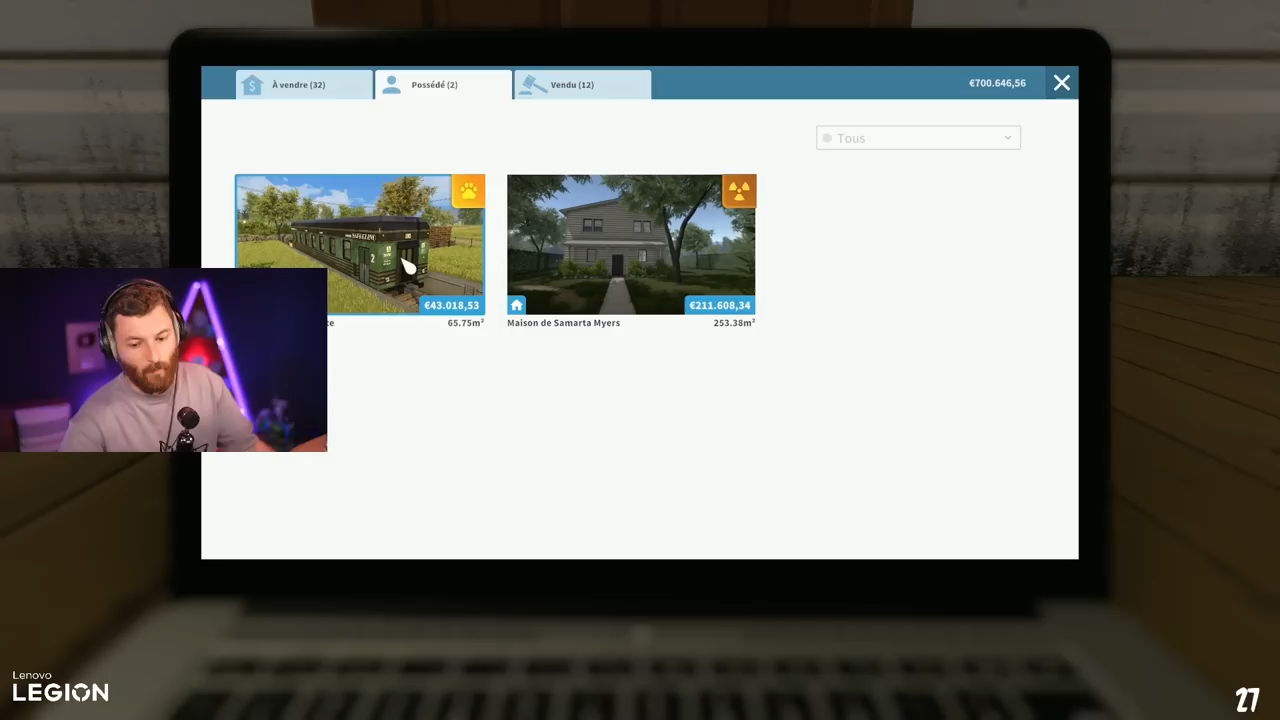 À vendre (32)
Possédé (2)
Vendu (12)
€700.646,56
Tous
€43.018,53
€211.608,34
te
65.75m²
Maison de Samarta Myers
253.38m²
Lenovo
LEGION
27